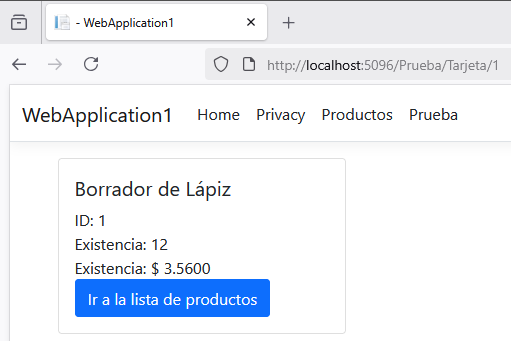 - WebApplication1
http://localhost:5096/Prueba/Tarjeta/1
WebApplication1 Home Privacy Productos Prueba
Borrador de Lápiz
ID: 1
Existencia: 12
Existencia: $ 3.5600
Ir a la lista de productos